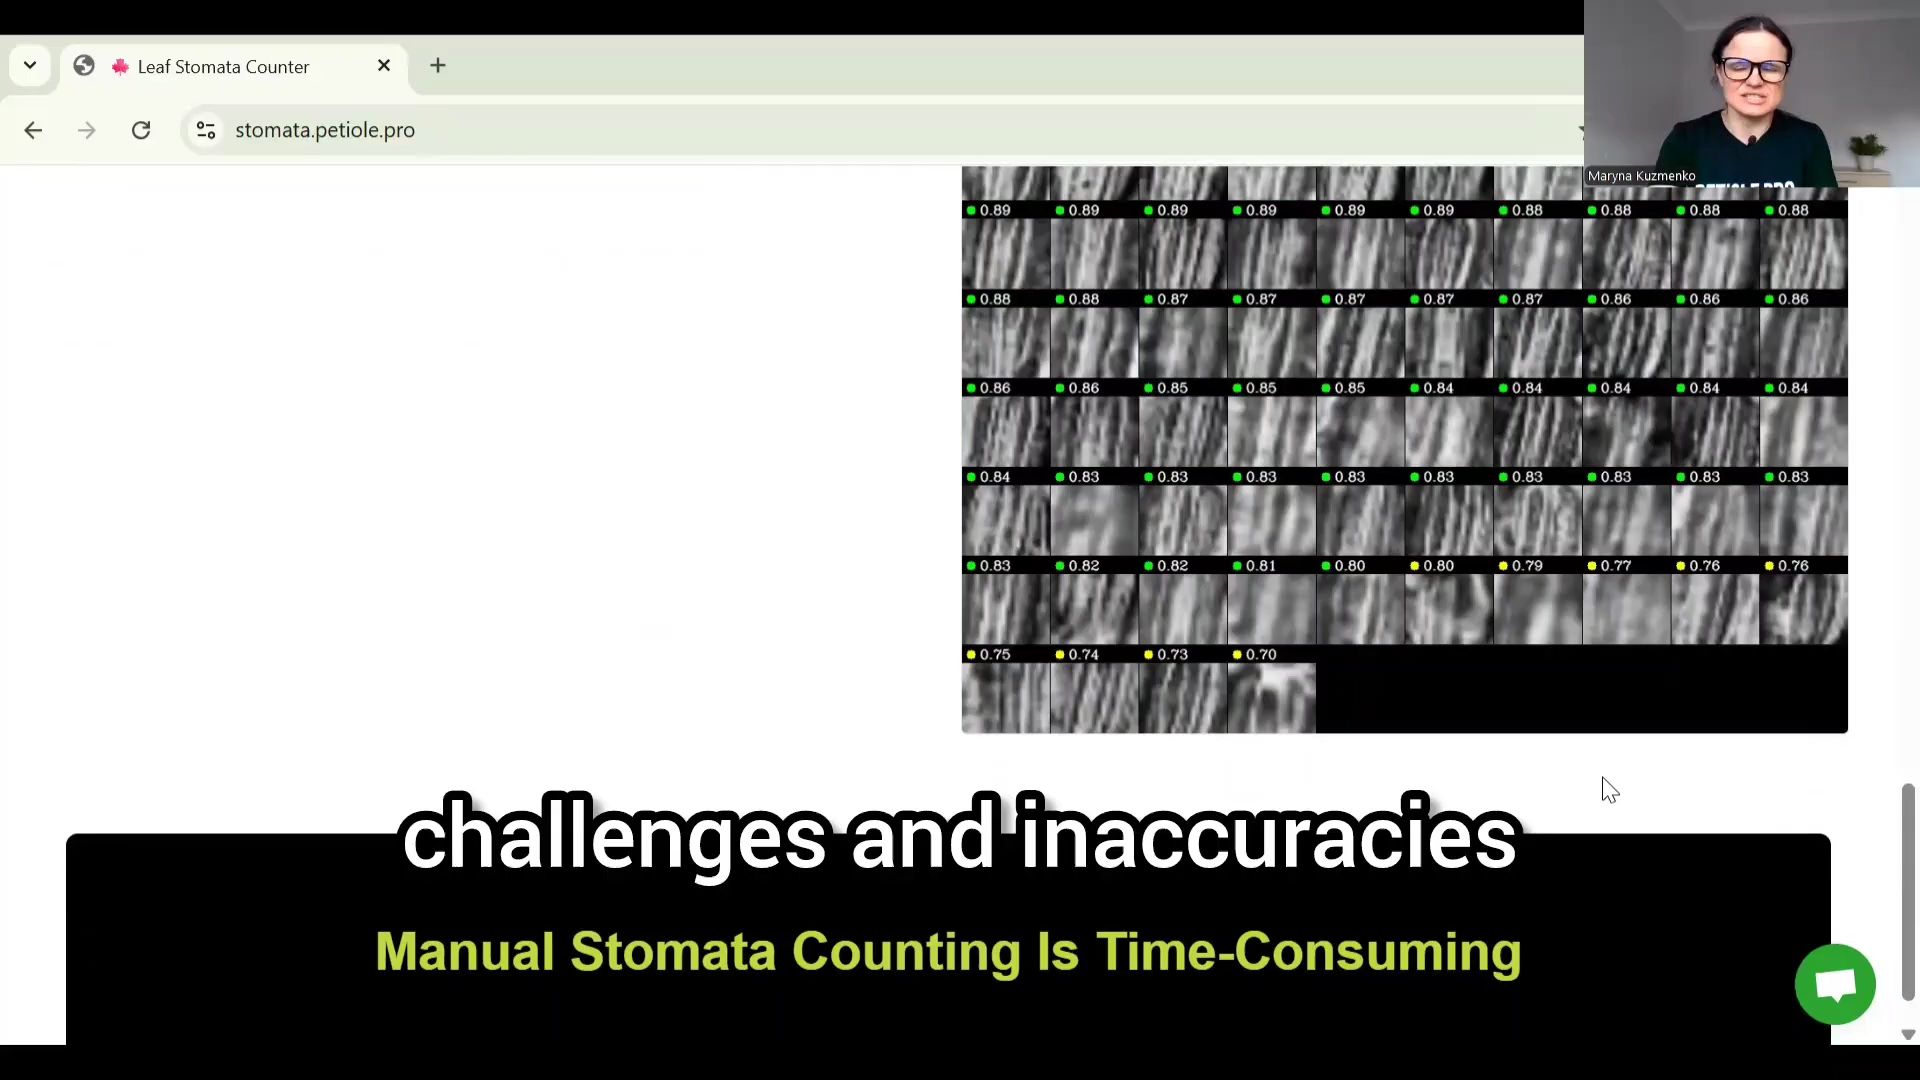 Leaf Stomata Counter
stomata.petiole.pro
Maryna Kuzmenko
0.89 0.89 0.89 0.89 0.89 0.89 0.88 0.88 0.88 0.88
0.88 0.88 0.87 0.87 0.87 0.87 0.87 0.86 0.86 0.86
0.86 0.86 0.85 0.85 0.85 0.84 0.84 0.84 0.84 0.84
0.84 0.83 0.83 0.83 0.83 0.83 0.83 0.83 0.83 0.83
0.83 0.82 0.82 0.81 0.80 0.80 0.79 0.77 0.76 0.76
0.75 0.74 0.73 0.70
challenges and inaccuracies
Manual Stomata Counting Is Time-Consuming